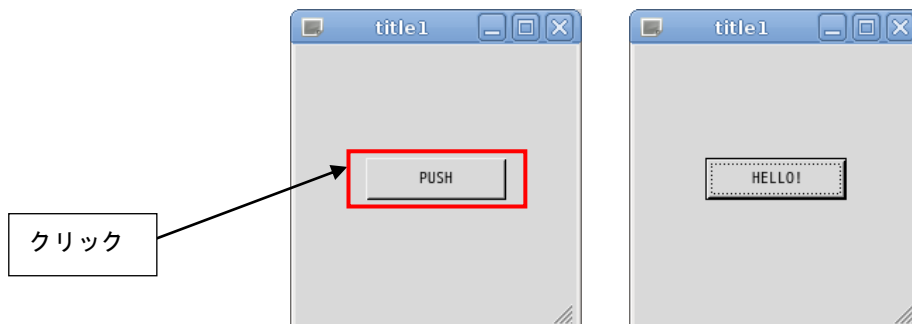 title1
PUSH
クリック
title1
HELLO!